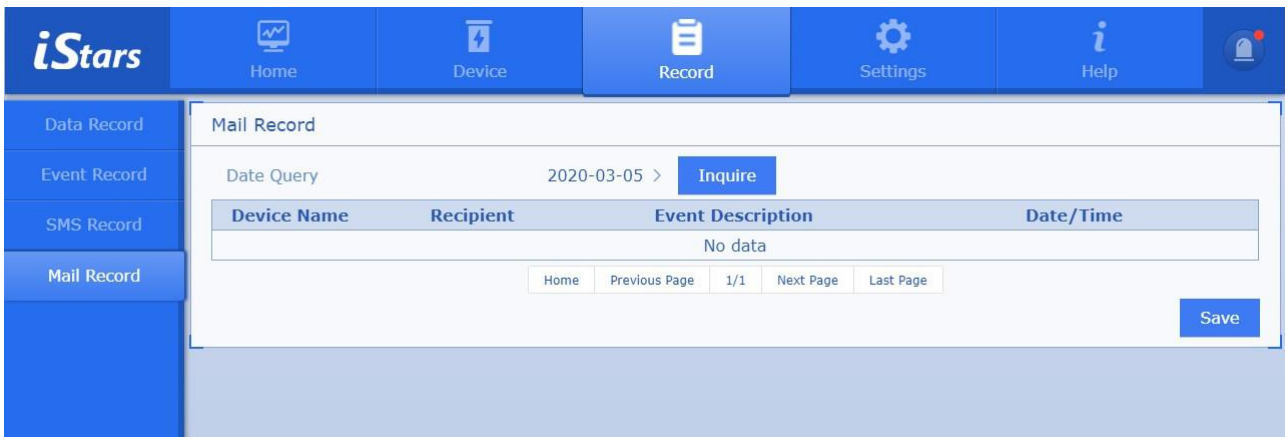 iStars
Home
Device
Record
Settings
Help
Data Record
Event Record
SMS Record
Mail Record
Mail Record
Date Query 2020-03-05 > Inquire
Device Name Recipient Event Description Date/Time
No data
Home Previous Page 1/1 Next Page Last Page
Save